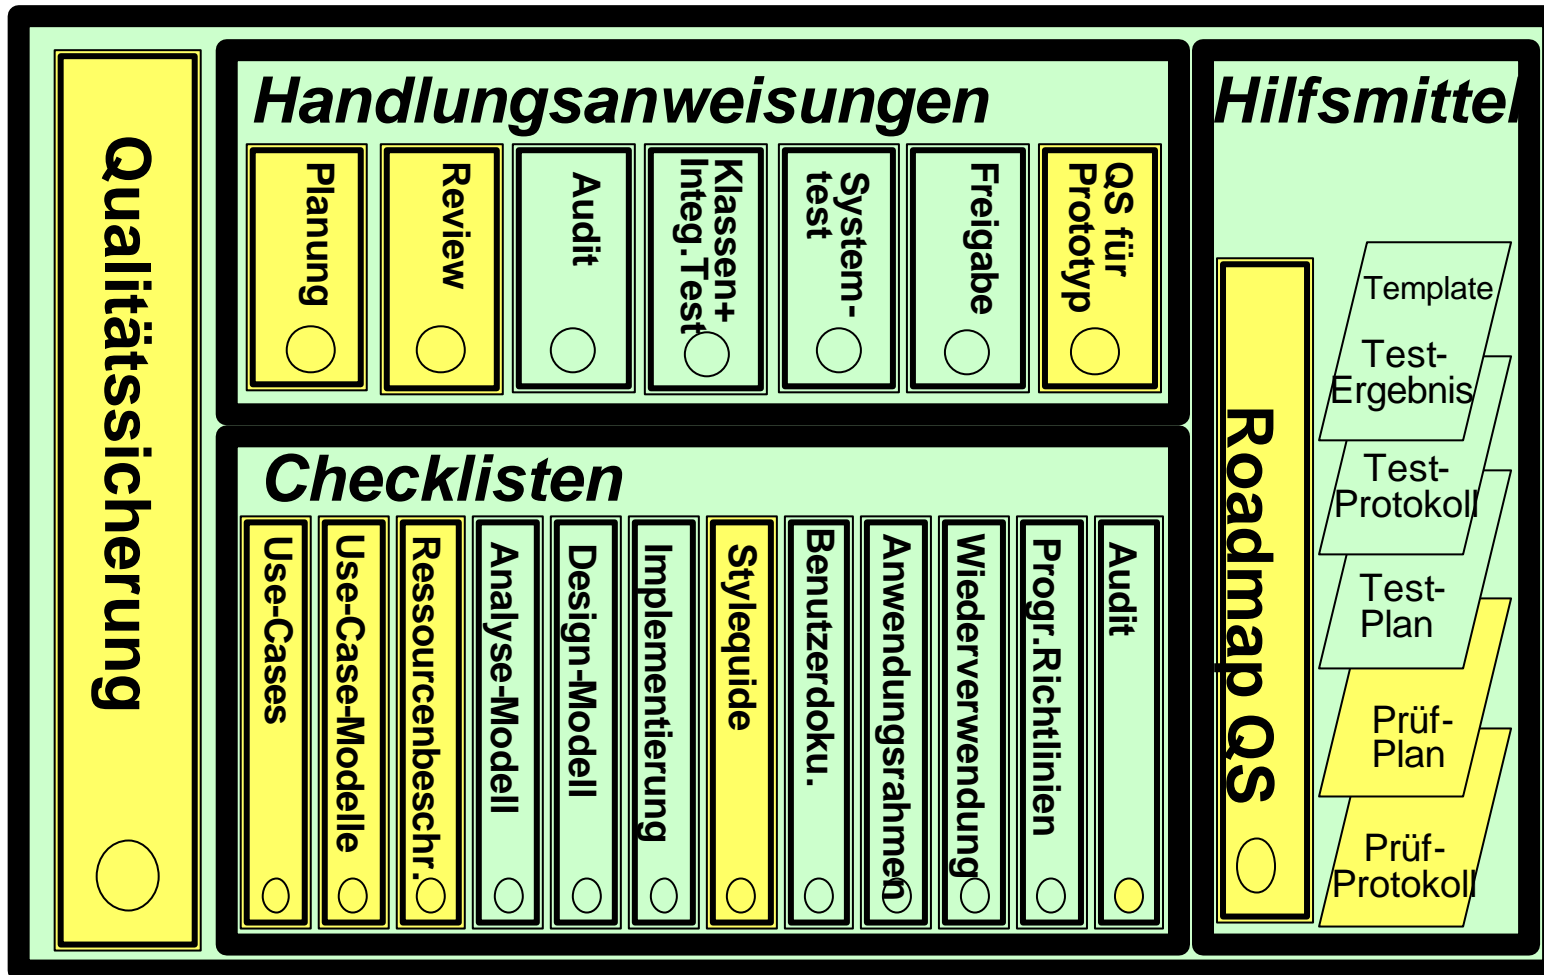 Qualitätssicherung
Handlungsanweisungen
Planung
Review
Audit
Klassen+
Integ.Test
System-
test
Freigabe
QS für
Prototyp
Checklisten
Use-Cases
Use-Case-Modelle
Ressourcenbeschr.
Analyse-Modell
Design-Modell
Implementierung
Stylequide
Benutzerdoku.
Anwendungsrahmen
Wiederverwendung
Progr.Richtlinien
Audit
Hilfsmittel
Roadmap QS
Template
Test-
Ergebnis
Test-
Protokoll
Test-
Plan
Prüf-
Plan
Prüf-
Protokoll